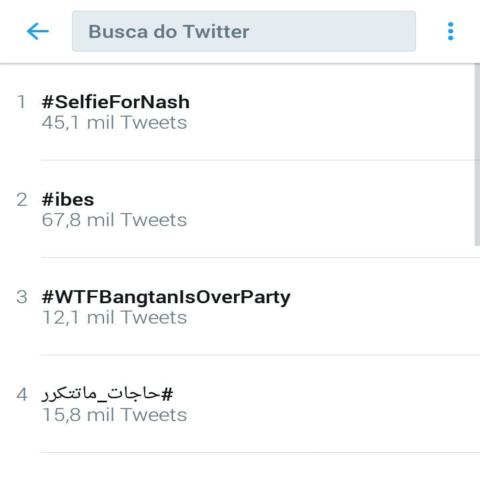 Busca do Twitter
1 #SelfieForNash
45,1 mil Tweets
2 #ibes
67,8 mil Tweets
3 #WTFBangtanIsOverParty
12,1 mil Tweets
4 #حاجات_ماتتكرر
15,8 mil Tweets